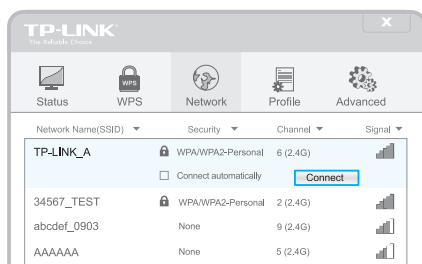 TP-LINK®
The Reliable Choice
X
WPS
Status WPS Network Profile Advanced
Network Name(SSID) Security Channel Signal
TP-LINK_A WPA/WPA2-Personal 6 (2.4G)
Connect automatically Connect
34567_TEST WPA/WPA2-Personal 2 (2.4G)
abcdef_0903 None 9 (2.4G)
AAAAAA None 5 (2.4G)